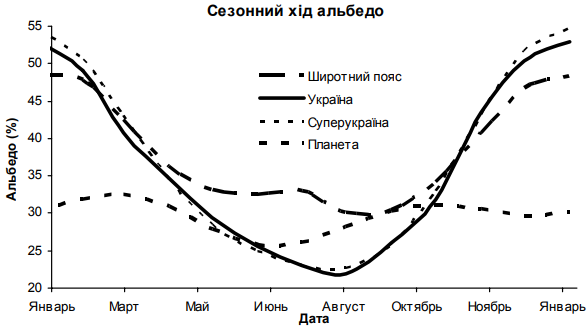 Сезонний хід альбедо
Альбедо (%)
55
50
45
40
35
30
25
20
Широтний пояс
Україна
Суперукраїна
Планета
Январь Март Май Июнь Август Октябрь Ноябрь Январь
Дата